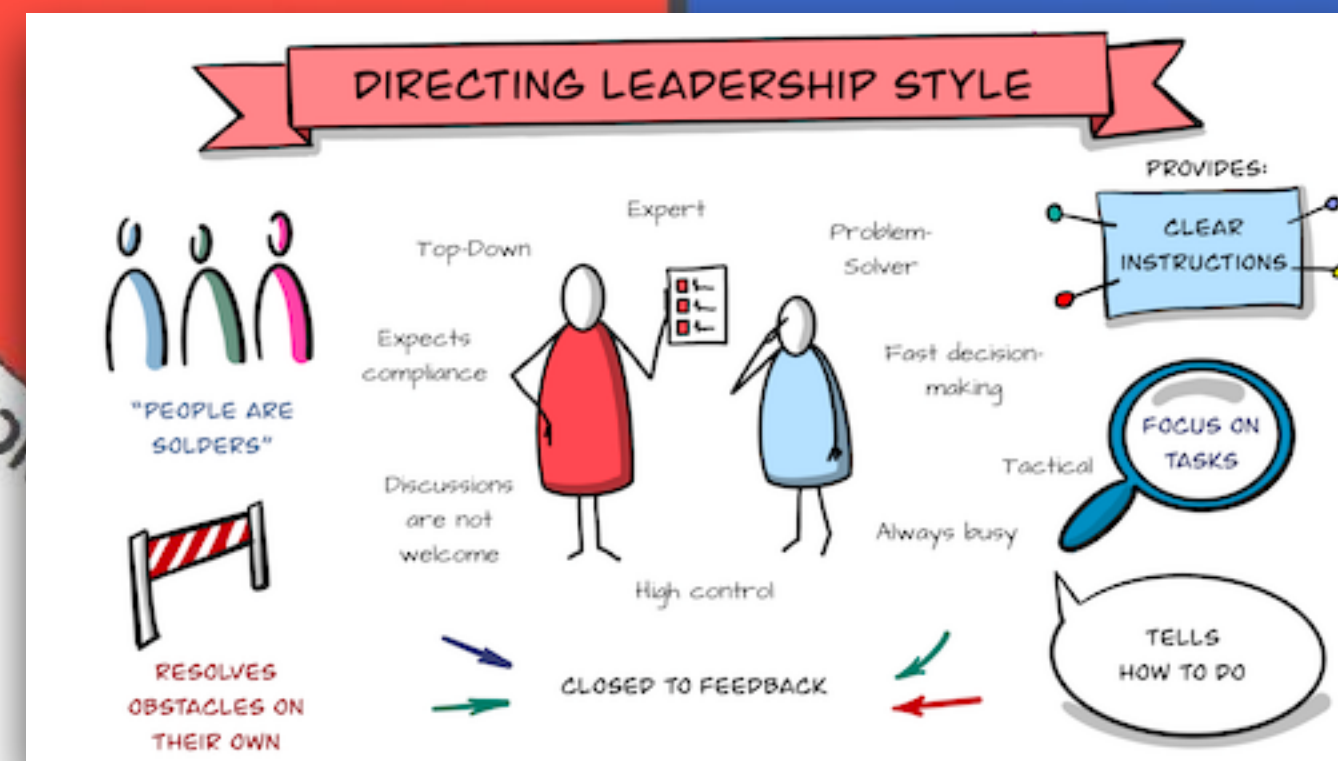 DIRECTING LEADERSHIP STYLE
PROVIDES:
CLEAR
INSTRUCTIONS
Expert
Top-Down
Problem-
Solver
Expects
compliance
Fast decision-
making
"PEOPLE ARE
SOLDERS"
FOCUS ON
TASKS
Tactical
Discussions
are not
welcome
Always busy
High control
TELLS
HOW TO DO
RESOLVES
OBSTACLES ON
THEIR OWN
CLOSED TO FEEDBACK